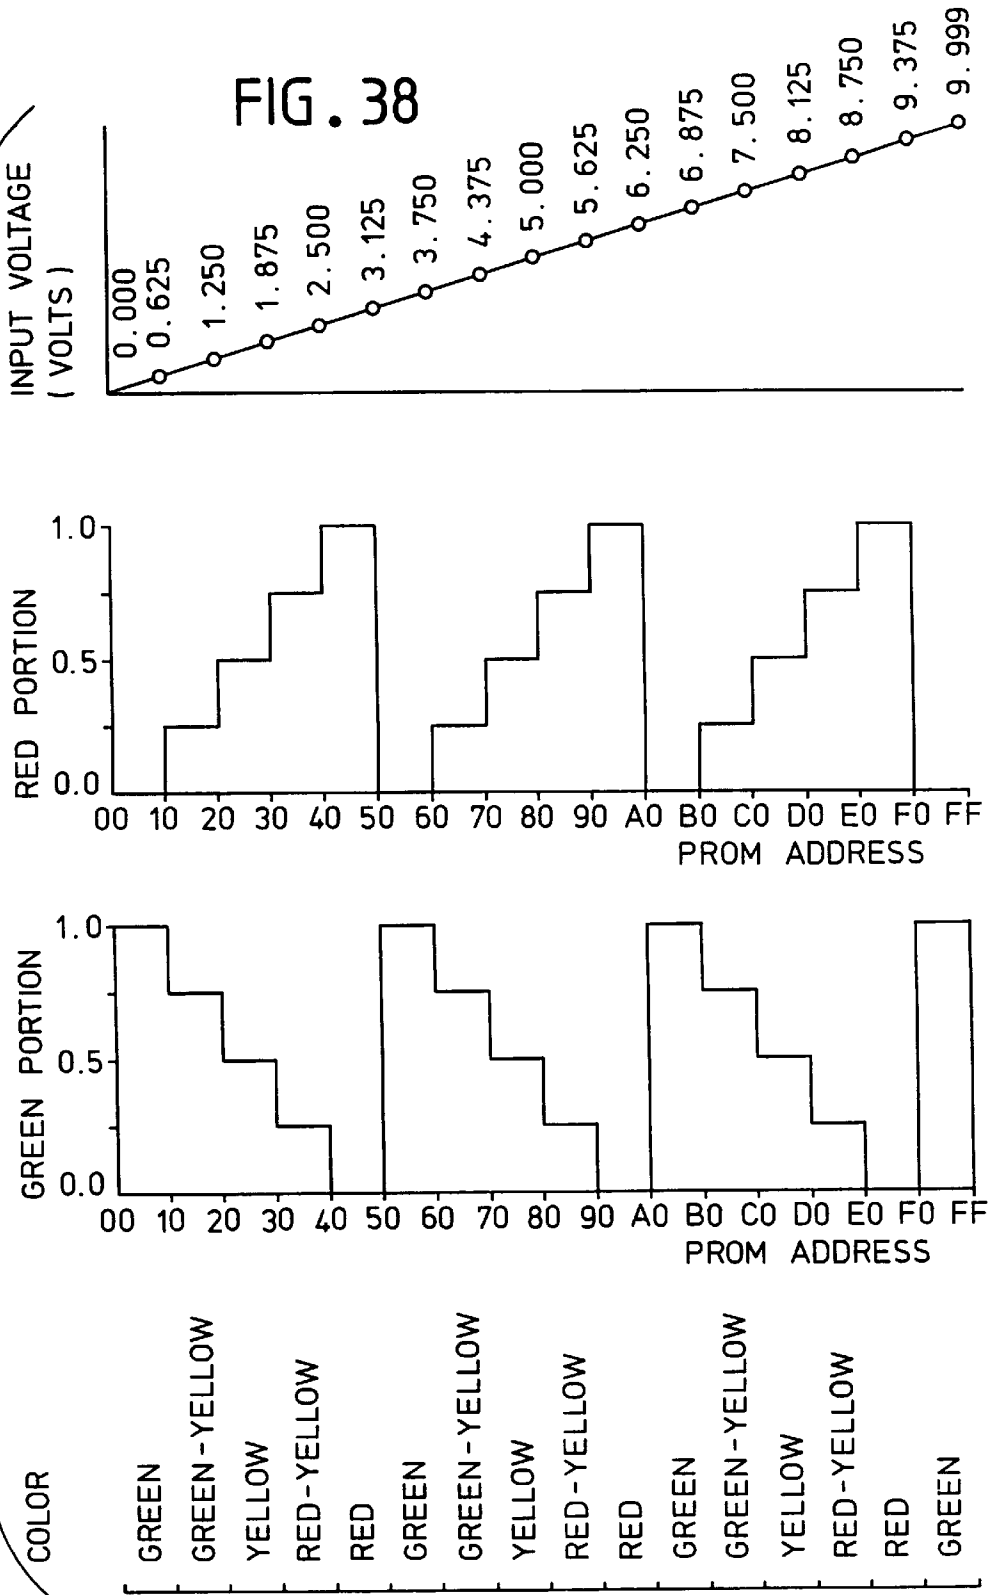 FIG. 38
INPUT VOLTAGE
(VOLTS)
0.000
0.625
1.250
1.875
2.500
3.125
3.750
4.375
5.000
5.625
6.250
6.875
7.500
8.125
8.750
9.375
9.999
RED PORTION
1.0
0.5
0.0
00 10 20 30 40 50 60 70 80 90 A0 B0 C0 D0 E0 F0 FF
PROM ADDRESS
GREEN PORTION
1.0
0.5
0.0
00 10 20 30 40 50 60 70 80 90 A0 B0 C0 D0 E0 F0 FF
PROM ADDRESS
COLOR
GREEN
GREEN-YELLOW
YELLOW
RED-YELLOW
RED
GREEN
GREEN-YELLOW
YELLOW
RED-YELLOW
RED
GREEN
GREEN-YELLOW
YELLOW
RED-YELLOW
RED
GREEN